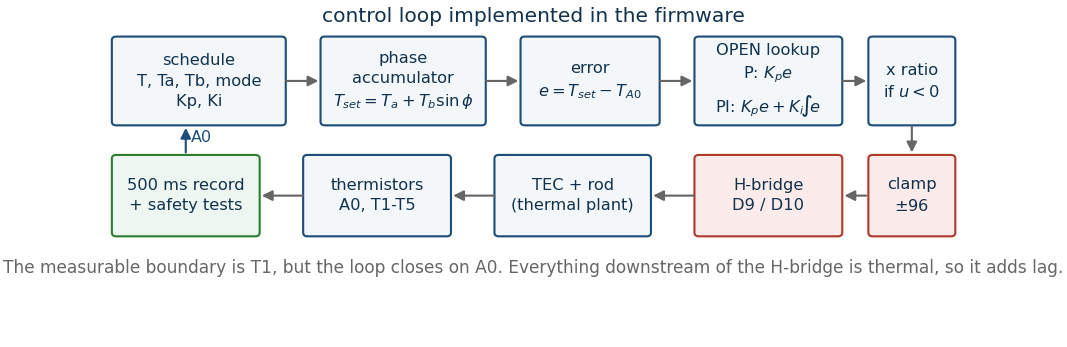 control loop implemented in the firmware
schedule
T, Ta, Tb, mode
Kp, Ki
phase
accumulator
T_set = T_a + T_b sin ϕ
error
e = T_set − T_A0
OPEN lookup
P: K_p e
PI: K_p e + K_i∫e
x ratio
if u < 0
A0
500 ms record
+ safety tests
thermistors
A0, T1-T5
TEC + rod
(thermal plant)
H-bridge
D9 / D10
clamp
±96
The measurable boundary is T1, but the loop closes on A0. Everything downstream of the H-bridge is thermal, so it adds lag.